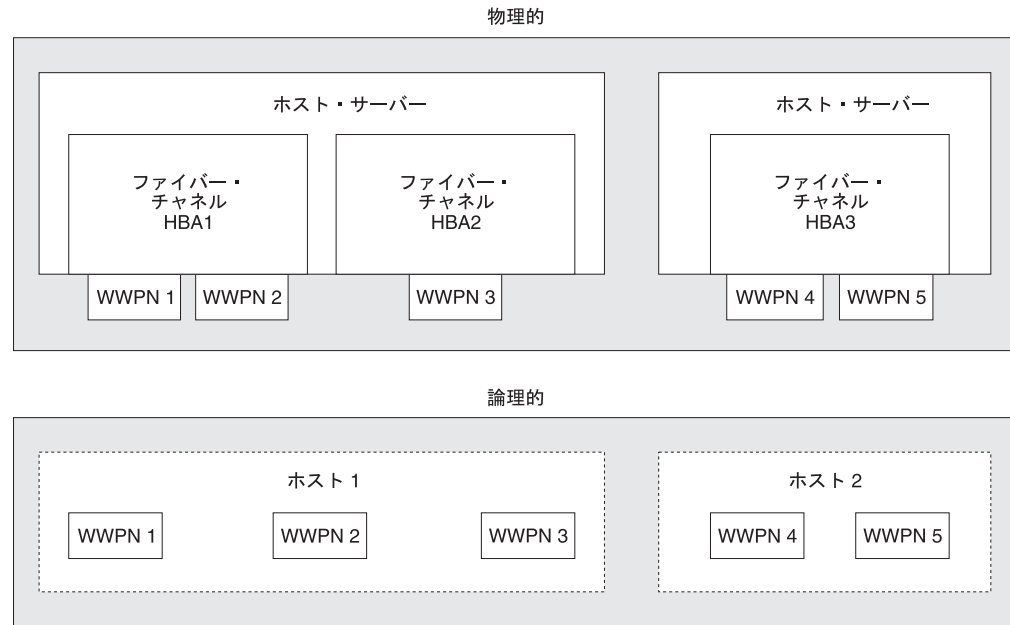 物理的
ホスト・サーバー
ファイバー・
チャネル
HBA1
ファイバー・
チャネル
HBA2
WWPN 1
WWPN 2
WWPN 3
ホスト・サーバー
ファイバー・
チャネル
HBA3
WWPN 4
WWPN 5
論理的
ホスト 1
WWPN 1
WWPN 2
WWPN 3
ホスト 2
WWPN 4
WWPN 5